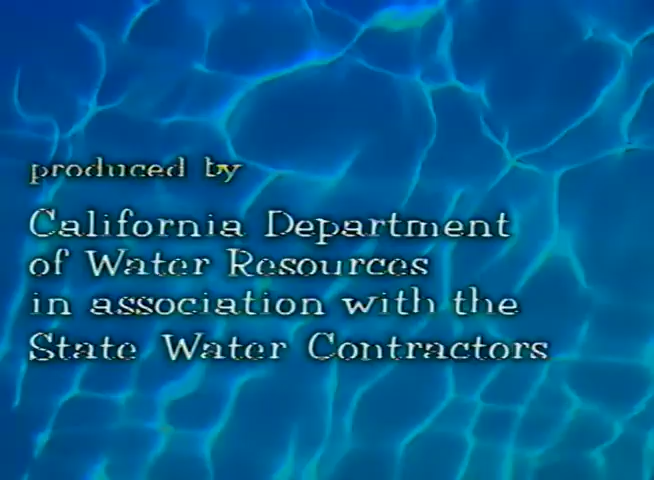 produced by
California Department
of Water Resources
in association with the
State Water Contractors